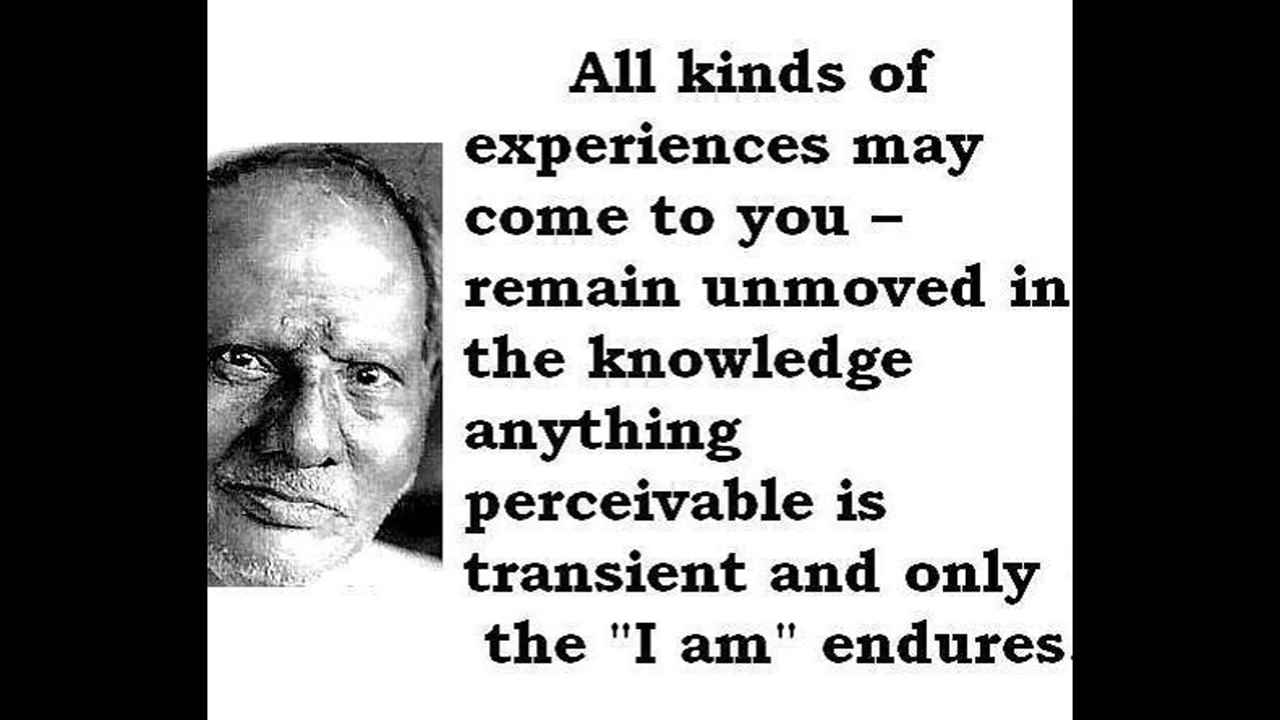 All kinds of
experiences may
come to you –
remain unmoved in
the knowledge
anything
perceivable is
transient and only
the "I am" endures.